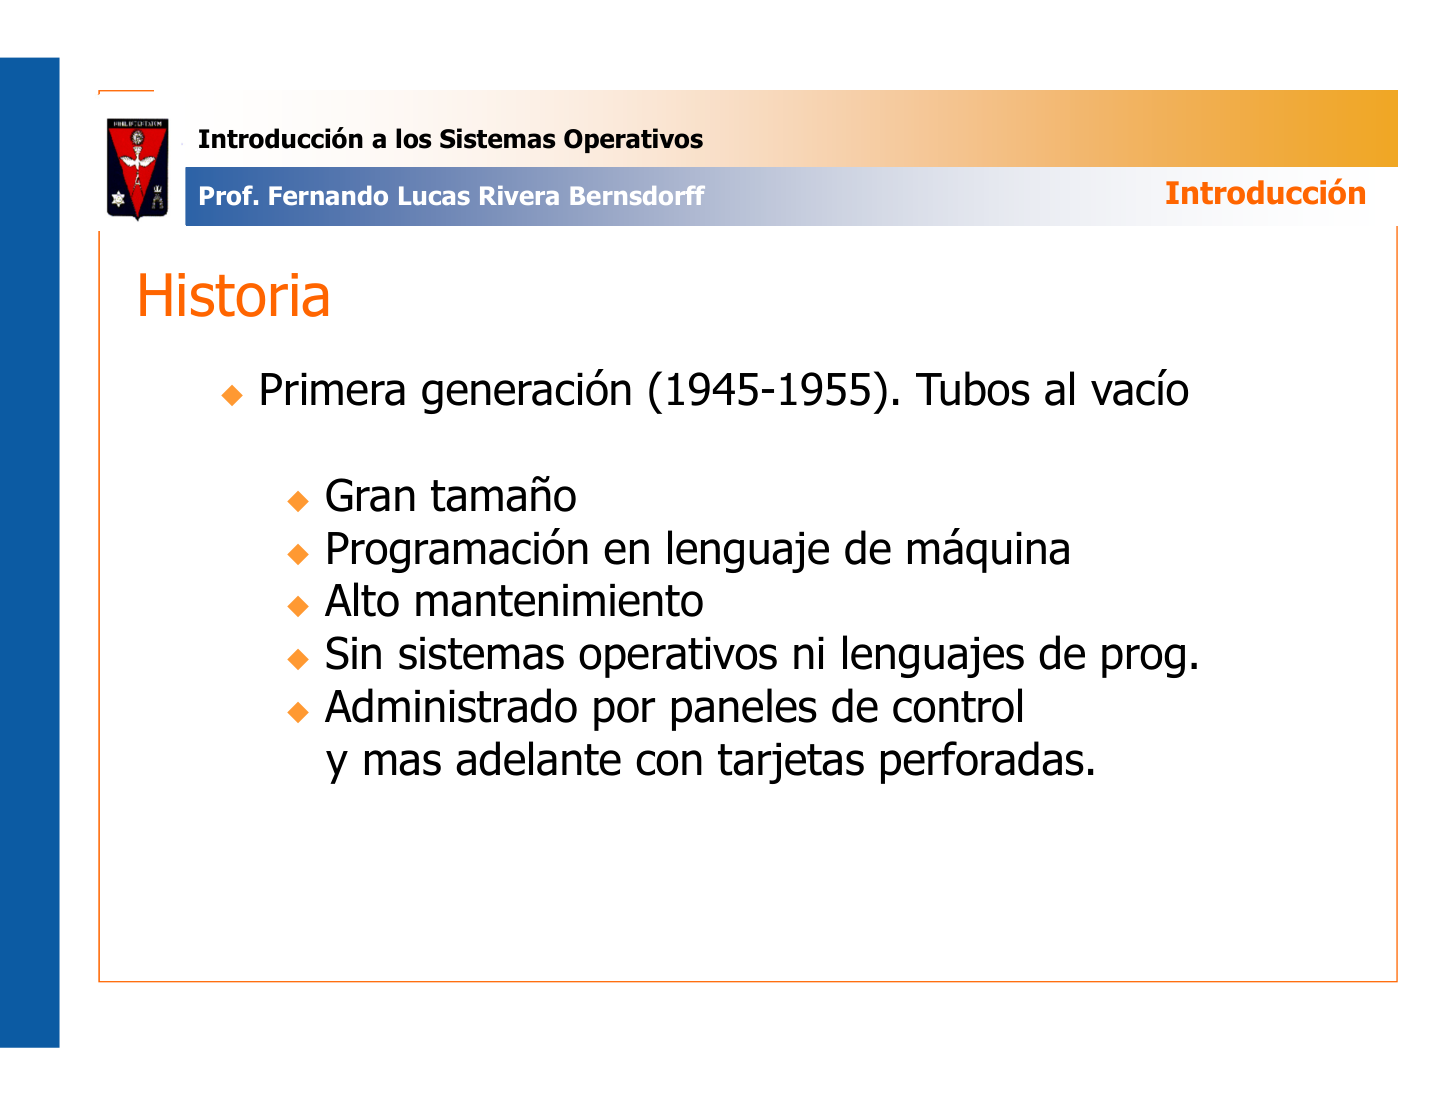 Introducción a los Sistemas Operativos
Prof. Fernando Lucas Rivera Bernsdorff
Introducción
Historia
Primera generación (1945-1955). Tubos al vacío
Gran tamaño
Programación en lenguaje de máquina
Alto mantenimiento
Sin sistemas operativos ni lenguajes de prog.
Administrado por paneles de control
y mas adelante con tarjetas perforadas.